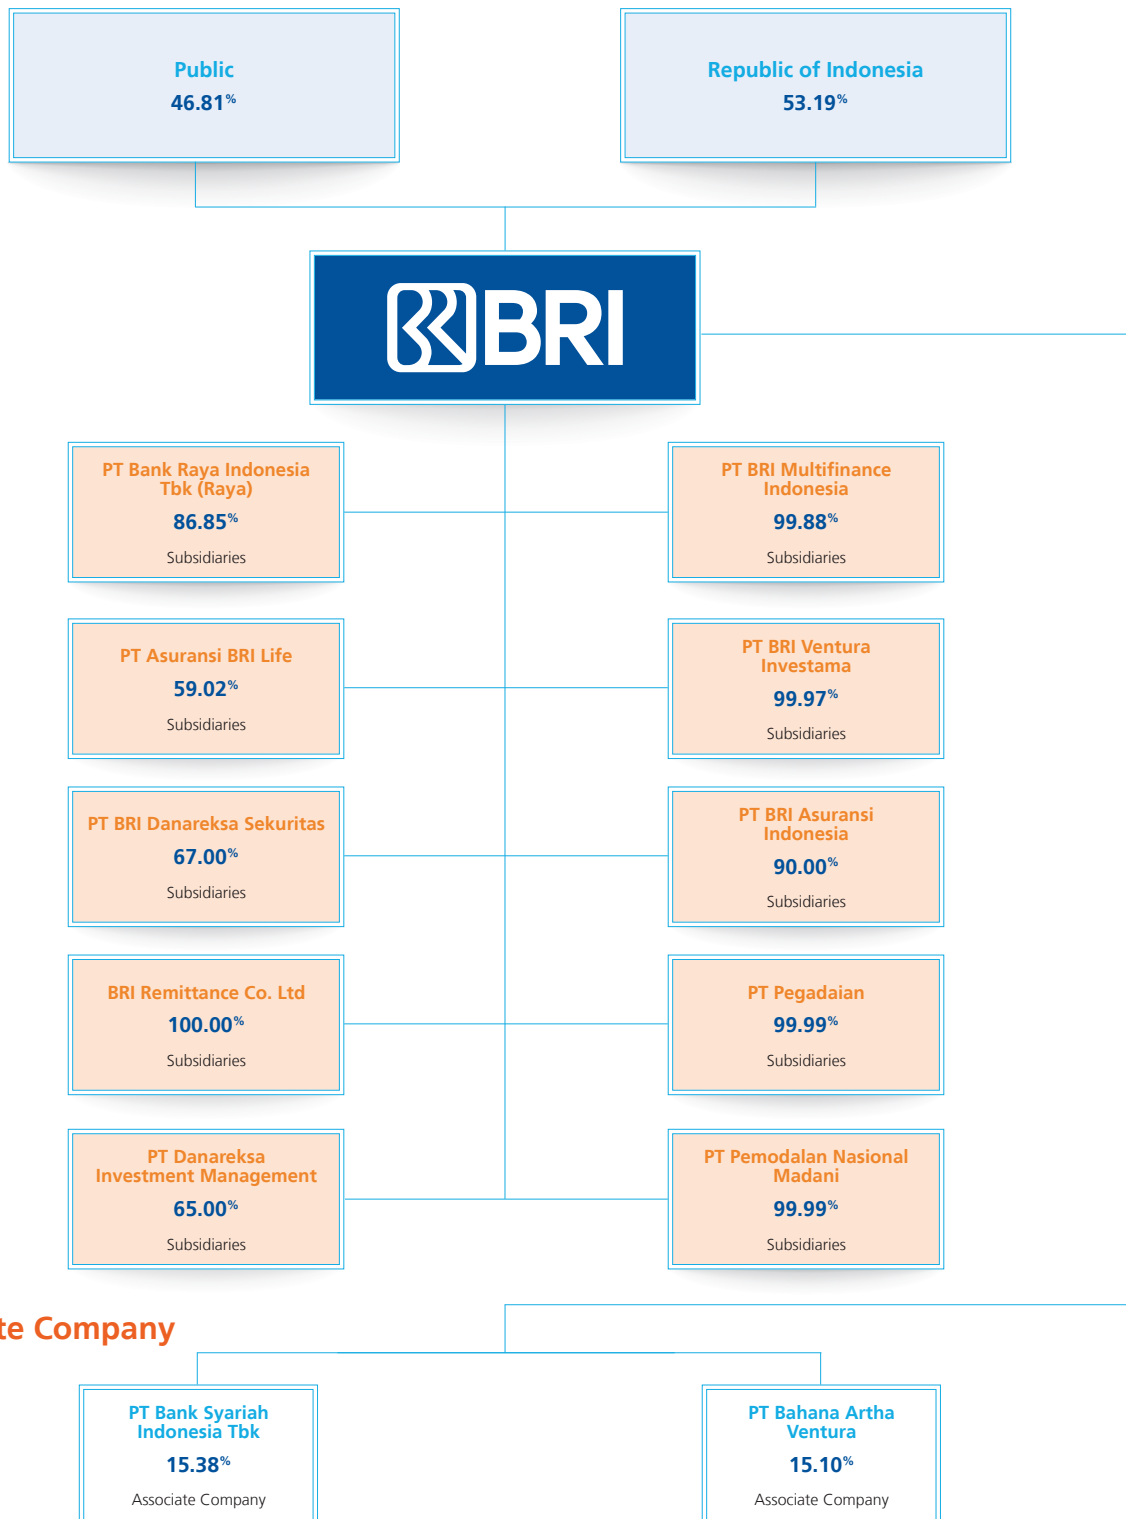 Public
46.81%
Republic of Indonesia
53.19%
BRI
PT Bank Raya Indonesia
Tbk (Raya)
86.85%
Subsidiaries
PT BRI Multifinance
Indonesia
99.88%
Subsidiaries
PT Asuransi BRI Life
59.02%
Subsidiaries
PT BRI Ventura
Investama
99.97%
Subsidiaries
PT BRI Danareksa Sekuritas
67.00%
Subsidiaries
PT BRI Asuransi
Indonesia
90.00%
Subsidiaries
BRI Remittance Co. Ltd
100.00%
Subsidiaries
PT Pegadaian
99.99%
Subsidiaries
PT Danareksa
Investment Management
65.00%
Subsidiaries
PT Pemodalan Nasional
Madani
99.99%
Subsidiaries
te Company
PT Bank Syariah
Indonesia Tbk
15.38%
Associate Company
PT Bahana Artha
Ventura
15.10%
Associate Company